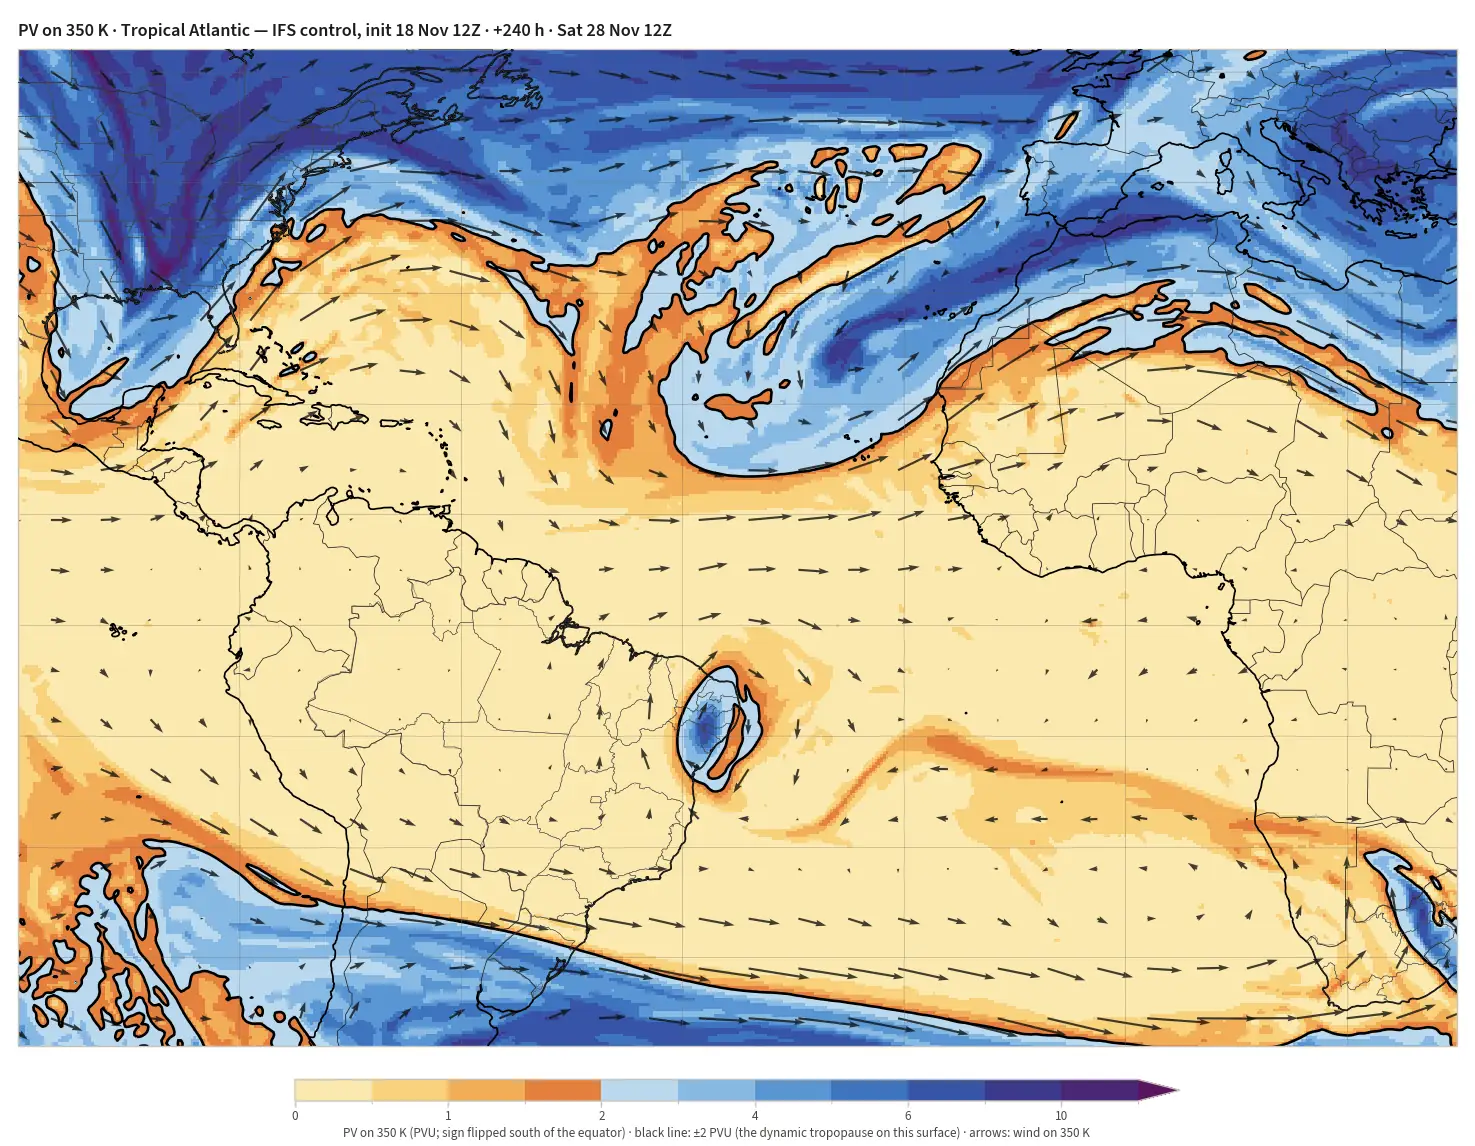 PV on 350 K · Tropical Atlantic — IFS control, init 18 Nov 12Z · +240 h · Sat 28 Nov 12Z
0 1 2 4 6 10
PV on 350 K (PVU; sign flipped south of the equator) · black line: ±2 PVU (the dynamic tropopause on this surface) · arrows: wind on 350 K